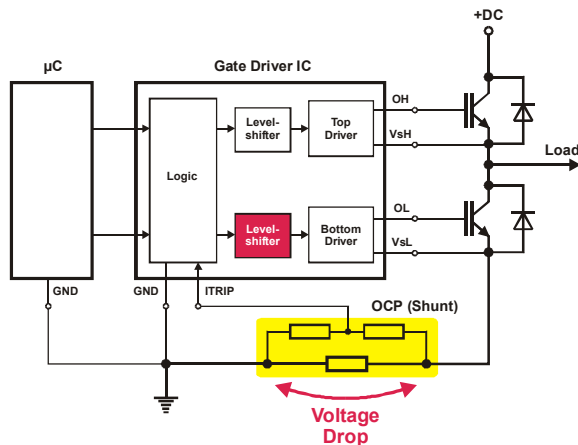 +DC
µC
Gate Driver IC
OH
Level-
shifter
Top
Driver
VsH
Logic
Load
OL
Level-
shifter
Bottom
Driver
VsL
GND
GND
ITRIP
OCP (Shunt)
Voltage
Drop